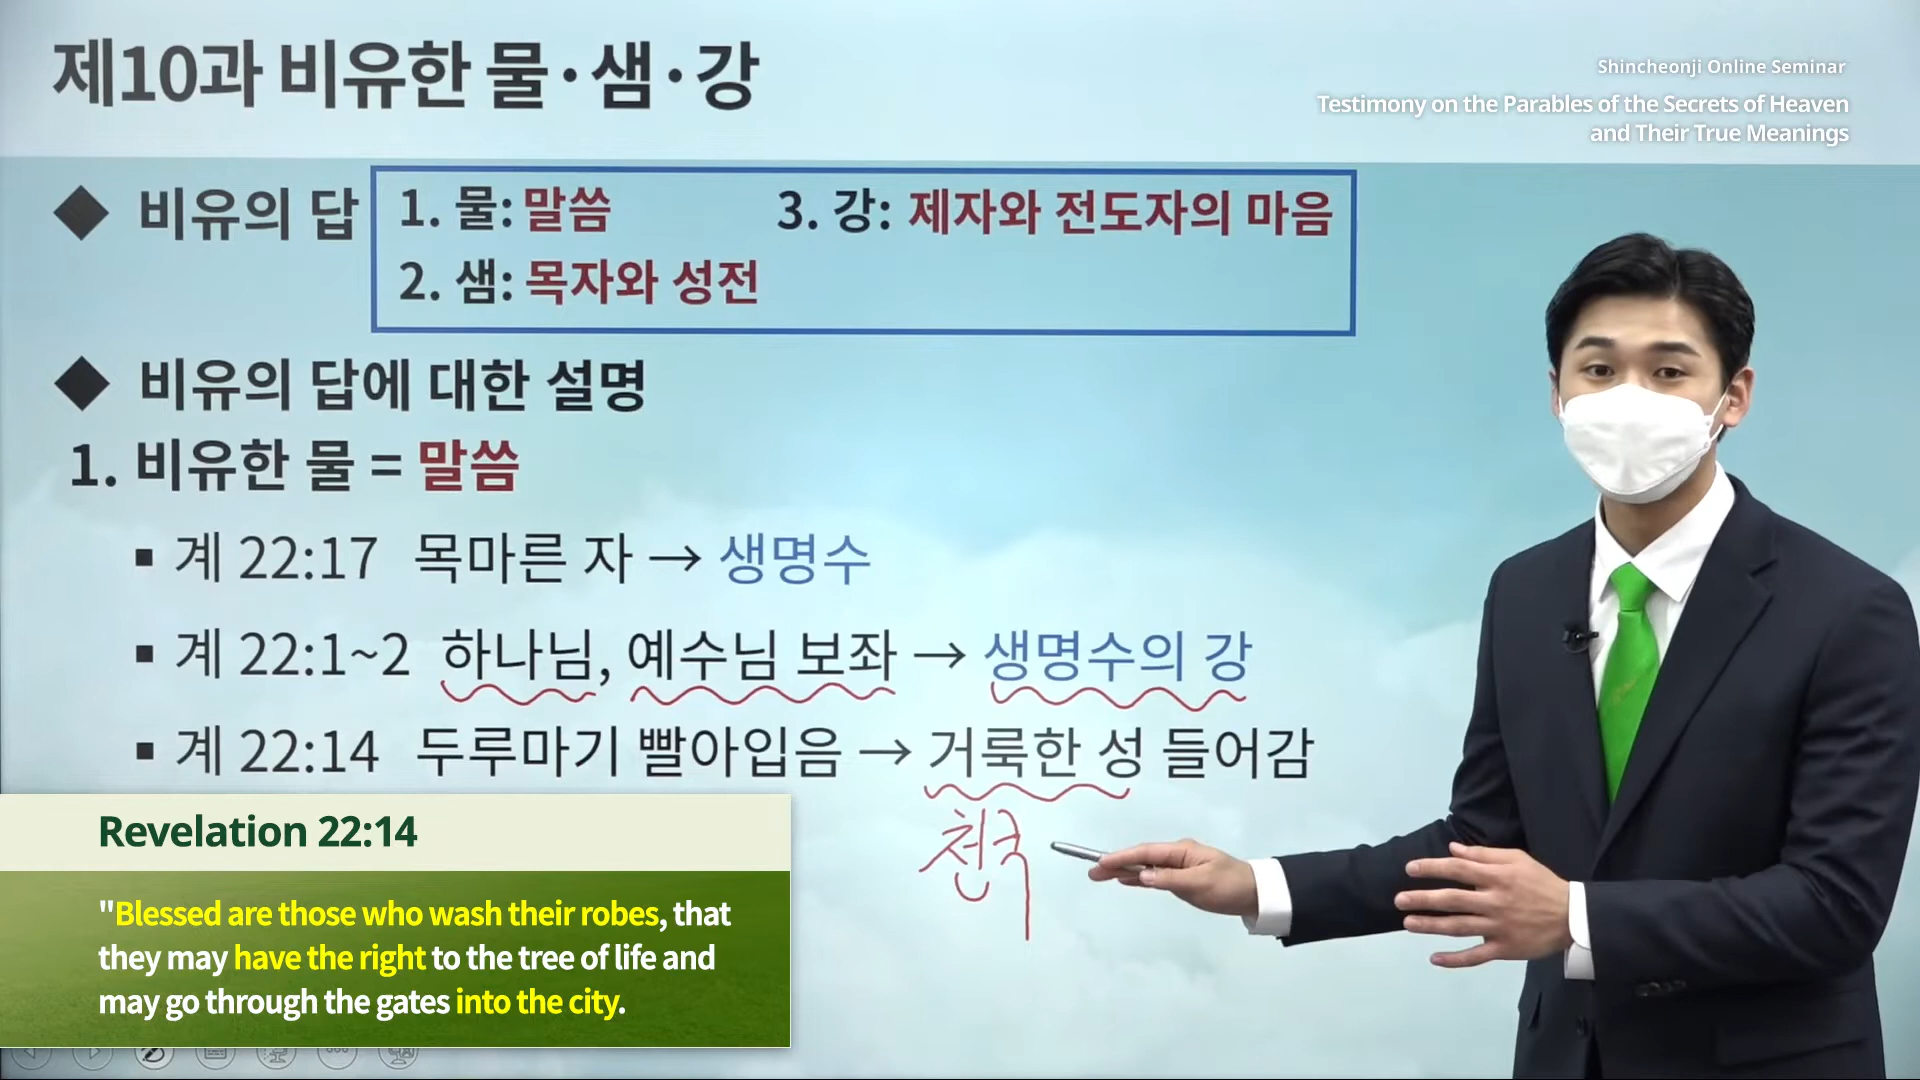 제10과 비유한 물·샘·강
Shincheonji Online Seminar
Testimony on the Parables of the Secrets of Heaven
and Their True Meanings
◆ 비유의 답
1. 물: 말씀
3. 강: 제자와 전도자의 마음
2. 샘: 목자와 성전
◆ 비유의 답에 대한 설명
1. 비유한 물 = 말씀
▪ 계 22:17 목마른 자 → 생명수
▪ 계 22:1~2 하나님, 예수님 보좌 → 생명수의 강
▪ 계 22:14 두루마기 빨아입음 → 거룩한 성 들어감
천국
Revelation 22:14
"Blessed are those who wash their robes, that
they may have the right to the tree of life and
may go through the gates into the city.